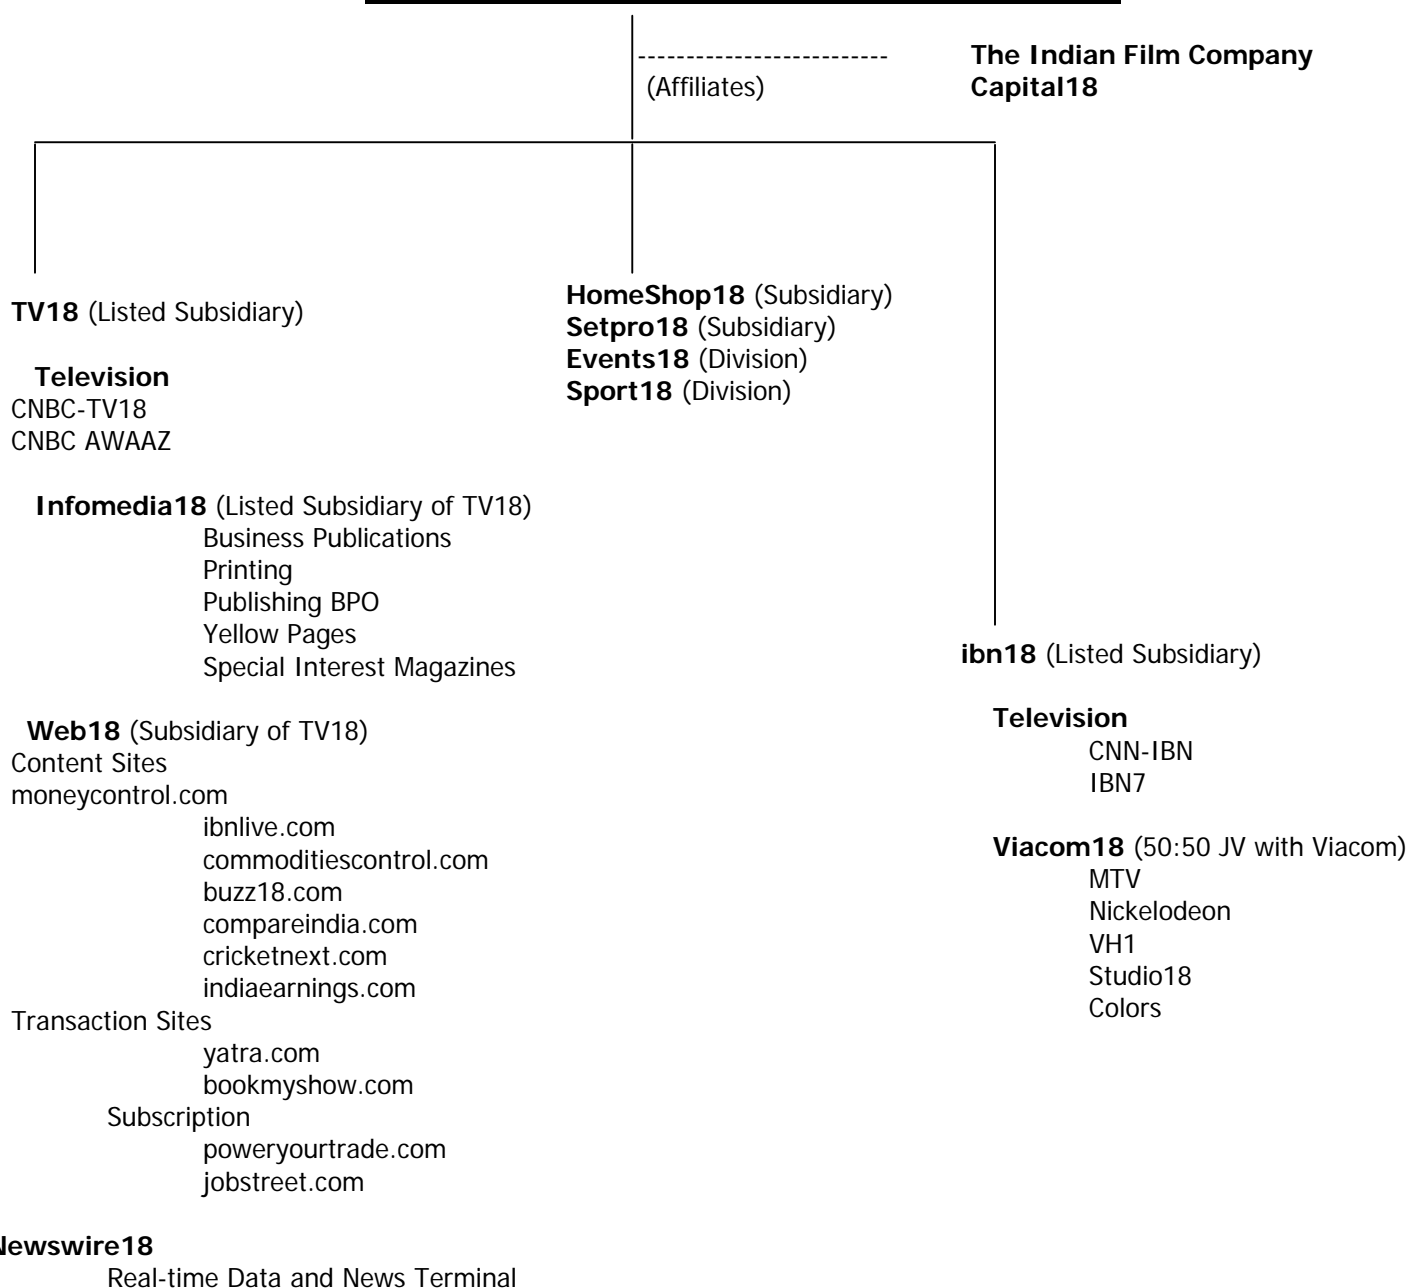 The Indian Film Company
(Affiliates)
Capital18
TV18 (Listed Subsidiary)
Television
CNBC-TV18
CNBC AWAAZ
Infomedia18 (Listed Subsidiary of TV18)
Business Publications
Printing
Publishing BPO
Yellow Pages
Special Interest Magazines
Web18 (Subsidiary of TV18)
Content Sites
moneycontrol.com
ibnlive.com
commoditiescontrol.com
buzz18.com
compareindia.com
cricketnext.com
indiaearnings.com
Transaction Sites
yatra.com
bookmyshow.com
Subscription
poweryourtrade.com
jobstreet.com
Newswire18
Real-time Data and News Terminal
HomeShop18 (Subsidiary)
Setpro18 (Subsidiary)
Events18 (Division)
Sport18 (Division)
ibn18 (Listed Subsidiary)
Television
CNN-IBN
IBN7
Viacom18 (50:50 JV with Viacom)
MTV
Nickelodeon
VH1
Studio18
Colors